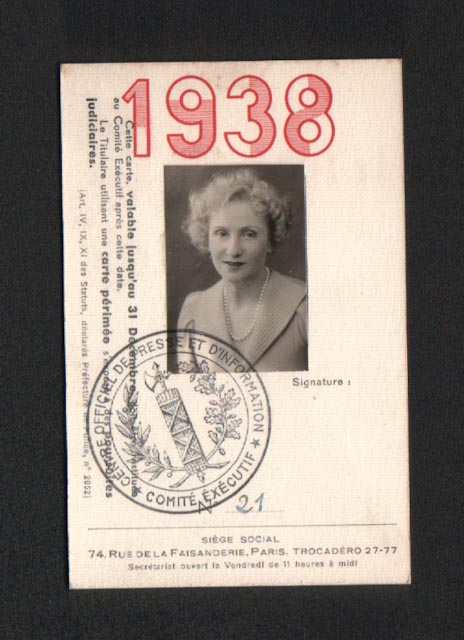 1938
Cette carte, valable jusqu'au 31 Décembre
au Comité Exécutif après cette date.
Le Titulaire utilisant une carte périmée
judiciaires.
(Art. IV, IX, XI des Statuts, déclarés Préfecture
Signature :
CENTRE OFFICIEL DE PRESSE ET D'INFORMATION
★ COMITÉ EXÉCUTIF ★
N° 21
SIÈGE SOCIAL
74, RUE DE LA FAISANDERIE, PARIS. TROCADÉRO 27-77
Secrétariat ouvert le Vendredi de 11 heures à midi